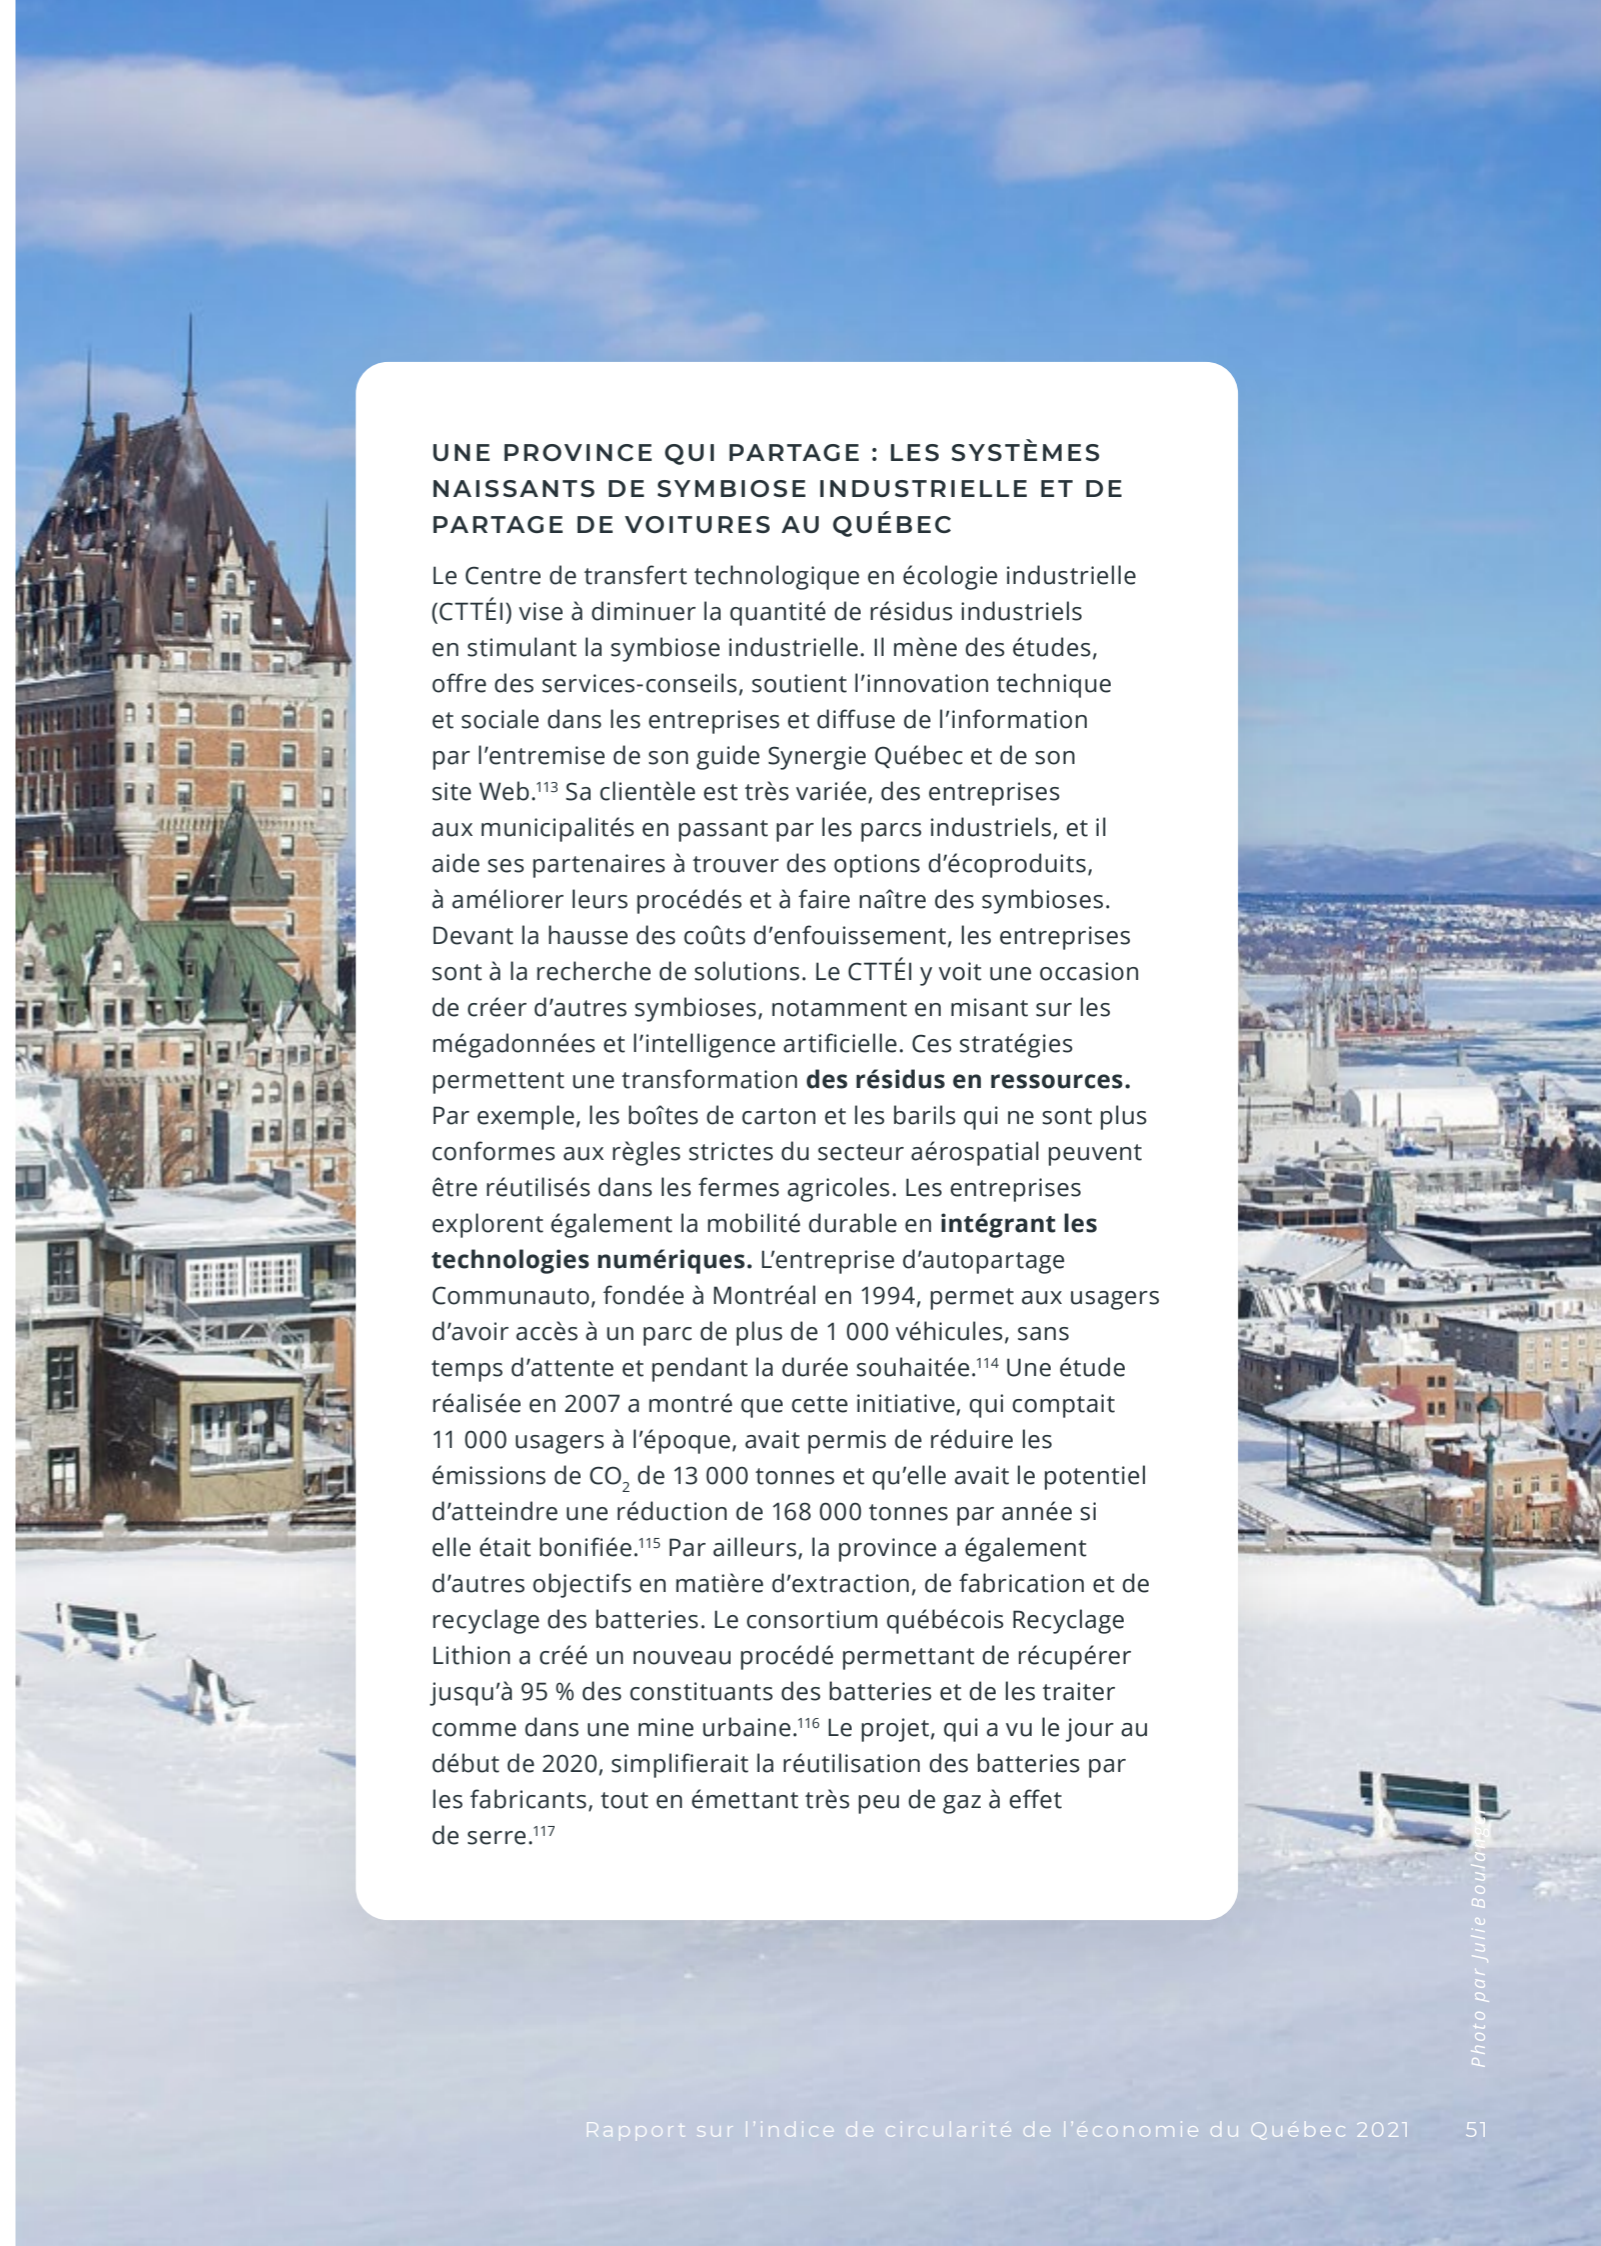 UNE PROVINCE QUI PARTAGE : LES SYSTÈMES
NAISSANTS DE SYMBIOSE INDUSTRIELLE ET DE
PARTAGE DE VOITURES AU QUÉBEC
Le Centre de transfert technologique en écologie industrielle
(CTTÉI) vise à diminuer la quantité de résidus industriels
en stimulant la symbiose industrielle. Il mène des études,
offre des services-conseils, soutient l’innovation technique
et sociale dans les entreprises et diffuse de l’information
par l’entremise de son guide Synergie Québec et de son
site Web.¹¹³ Sa clientèle est très variée, des entreprises
aux municipalités en passant par les parcs industriels, et il
aide ses partenaires à trouver des options d’écoproduits,
à améliorer leurs procédés et à faire naître des symbioses.
Devant la hausse des coûts d’enfouissement, les entreprises
sont à la recherche de solutions. Le CTTÉI y voit une occasion
de créer d’autres symbioses, notamment en misant sur les
mégadonnées et l’intelligence artificielle. Ces stratégies
permettent une transformation des résidus en ressources.
Par exemple, les boîtes de carton et les barils qui ne sont plus
conformes aux règles strictes du secteur aérospatial peuvent
être réutilisés dans les fermes agricoles. Les entreprises
explorent également la mobilité durable en intégrant les
technologies numériques. L’entreprise d’autopartage
Communauto, fondée à Montréal en 1994, permet aux usagers
d’avoir accès à un parc de plus de 1 000 véhicules, sans
temps d’attente et pendant la durée souhaitée.¹¹⁴ Une étude
réalisée en 2007 a montré que cette initiative, qui comptait
11 000 usagers à l’époque, avait permis de réduire les
émissions de CO₂ de 13 000 tonnes et qu’elle avait le potentiel
d’atteindre une réduction de 168 000 tonnes par année si
elle était bonifiée.¹¹⁵ Par ailleurs, la province a également
d’autres objectifs en matière d’extraction, de fabrication et de
recyclage des batteries. Le consortium québécois Recyclage
Lithion a créé un nouveau procédé permettant de récupérer
jusqu’à 95 % des constituants des batteries et de les traiter
comme dans une mine urbaine.¹¹⁶ Le projet, qui a vu le jour au
début de 2020, simplifierait la réutilisation des batteries par
les fabricants, tout en émettant très peu de gaz à effet
de serre.¹¹⁷
Photo par Julie
Rapport sur l’indice de circularité de l’économie du Québec 2021 51